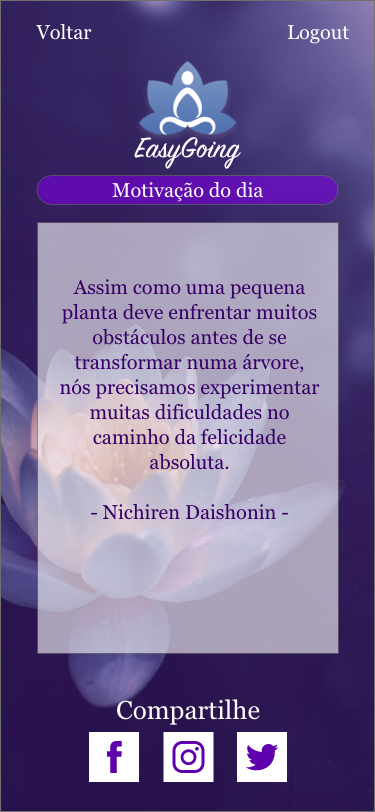 Voltar
Logout
EasyGoing
Motivação do dia
Assim como uma pequena
planta deve enfrentar muitos
obstáculos antes de se
transformar numa árvore,
nós precisamos experimentar
muitas dificuldades no
caminho da felicidade
absoluta.
- Nichiren Daishonin -
Compartilhe